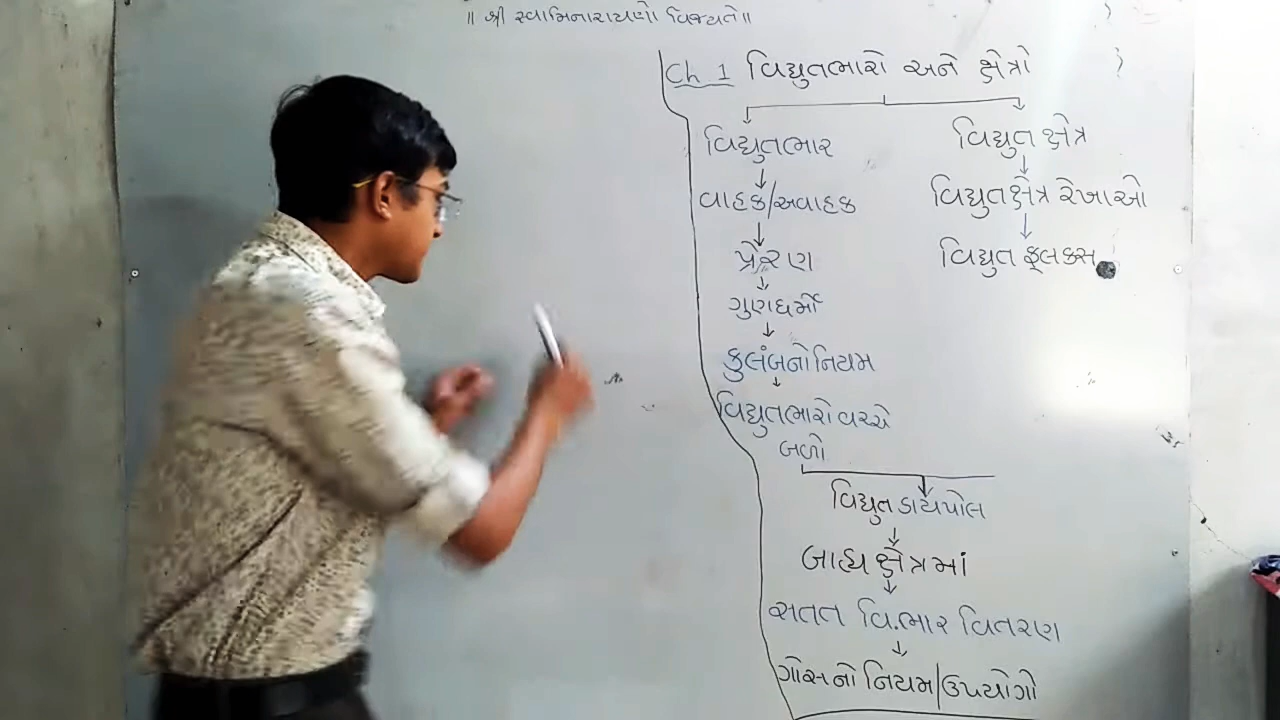 ॥ શ્રી સ્વામિનારાયણો વિજયતે ॥
Ch 1 વિદ્યુતભારો અને ક્ષેત્રો
વિદ્યુતભાર
વાહક/અવાહક
પ્રેરણ
ગુણધર્મો
કુલંબનો નિયમ
વિદ્યુતભારો વચ્ચે
બળો
વિદ્યુત ક્ષેત્ર
વિદ્યુતક્ષેત્ર રેખાઓ
વિદ્યુત ફ્લક્સ
વિદ્યુત ડાયપોલ
બાહ્ય ક્ષેત્રમાં
સતત વિ.ભાર વિતરણ
ગોસનો નિયમ/ઉપયોગો